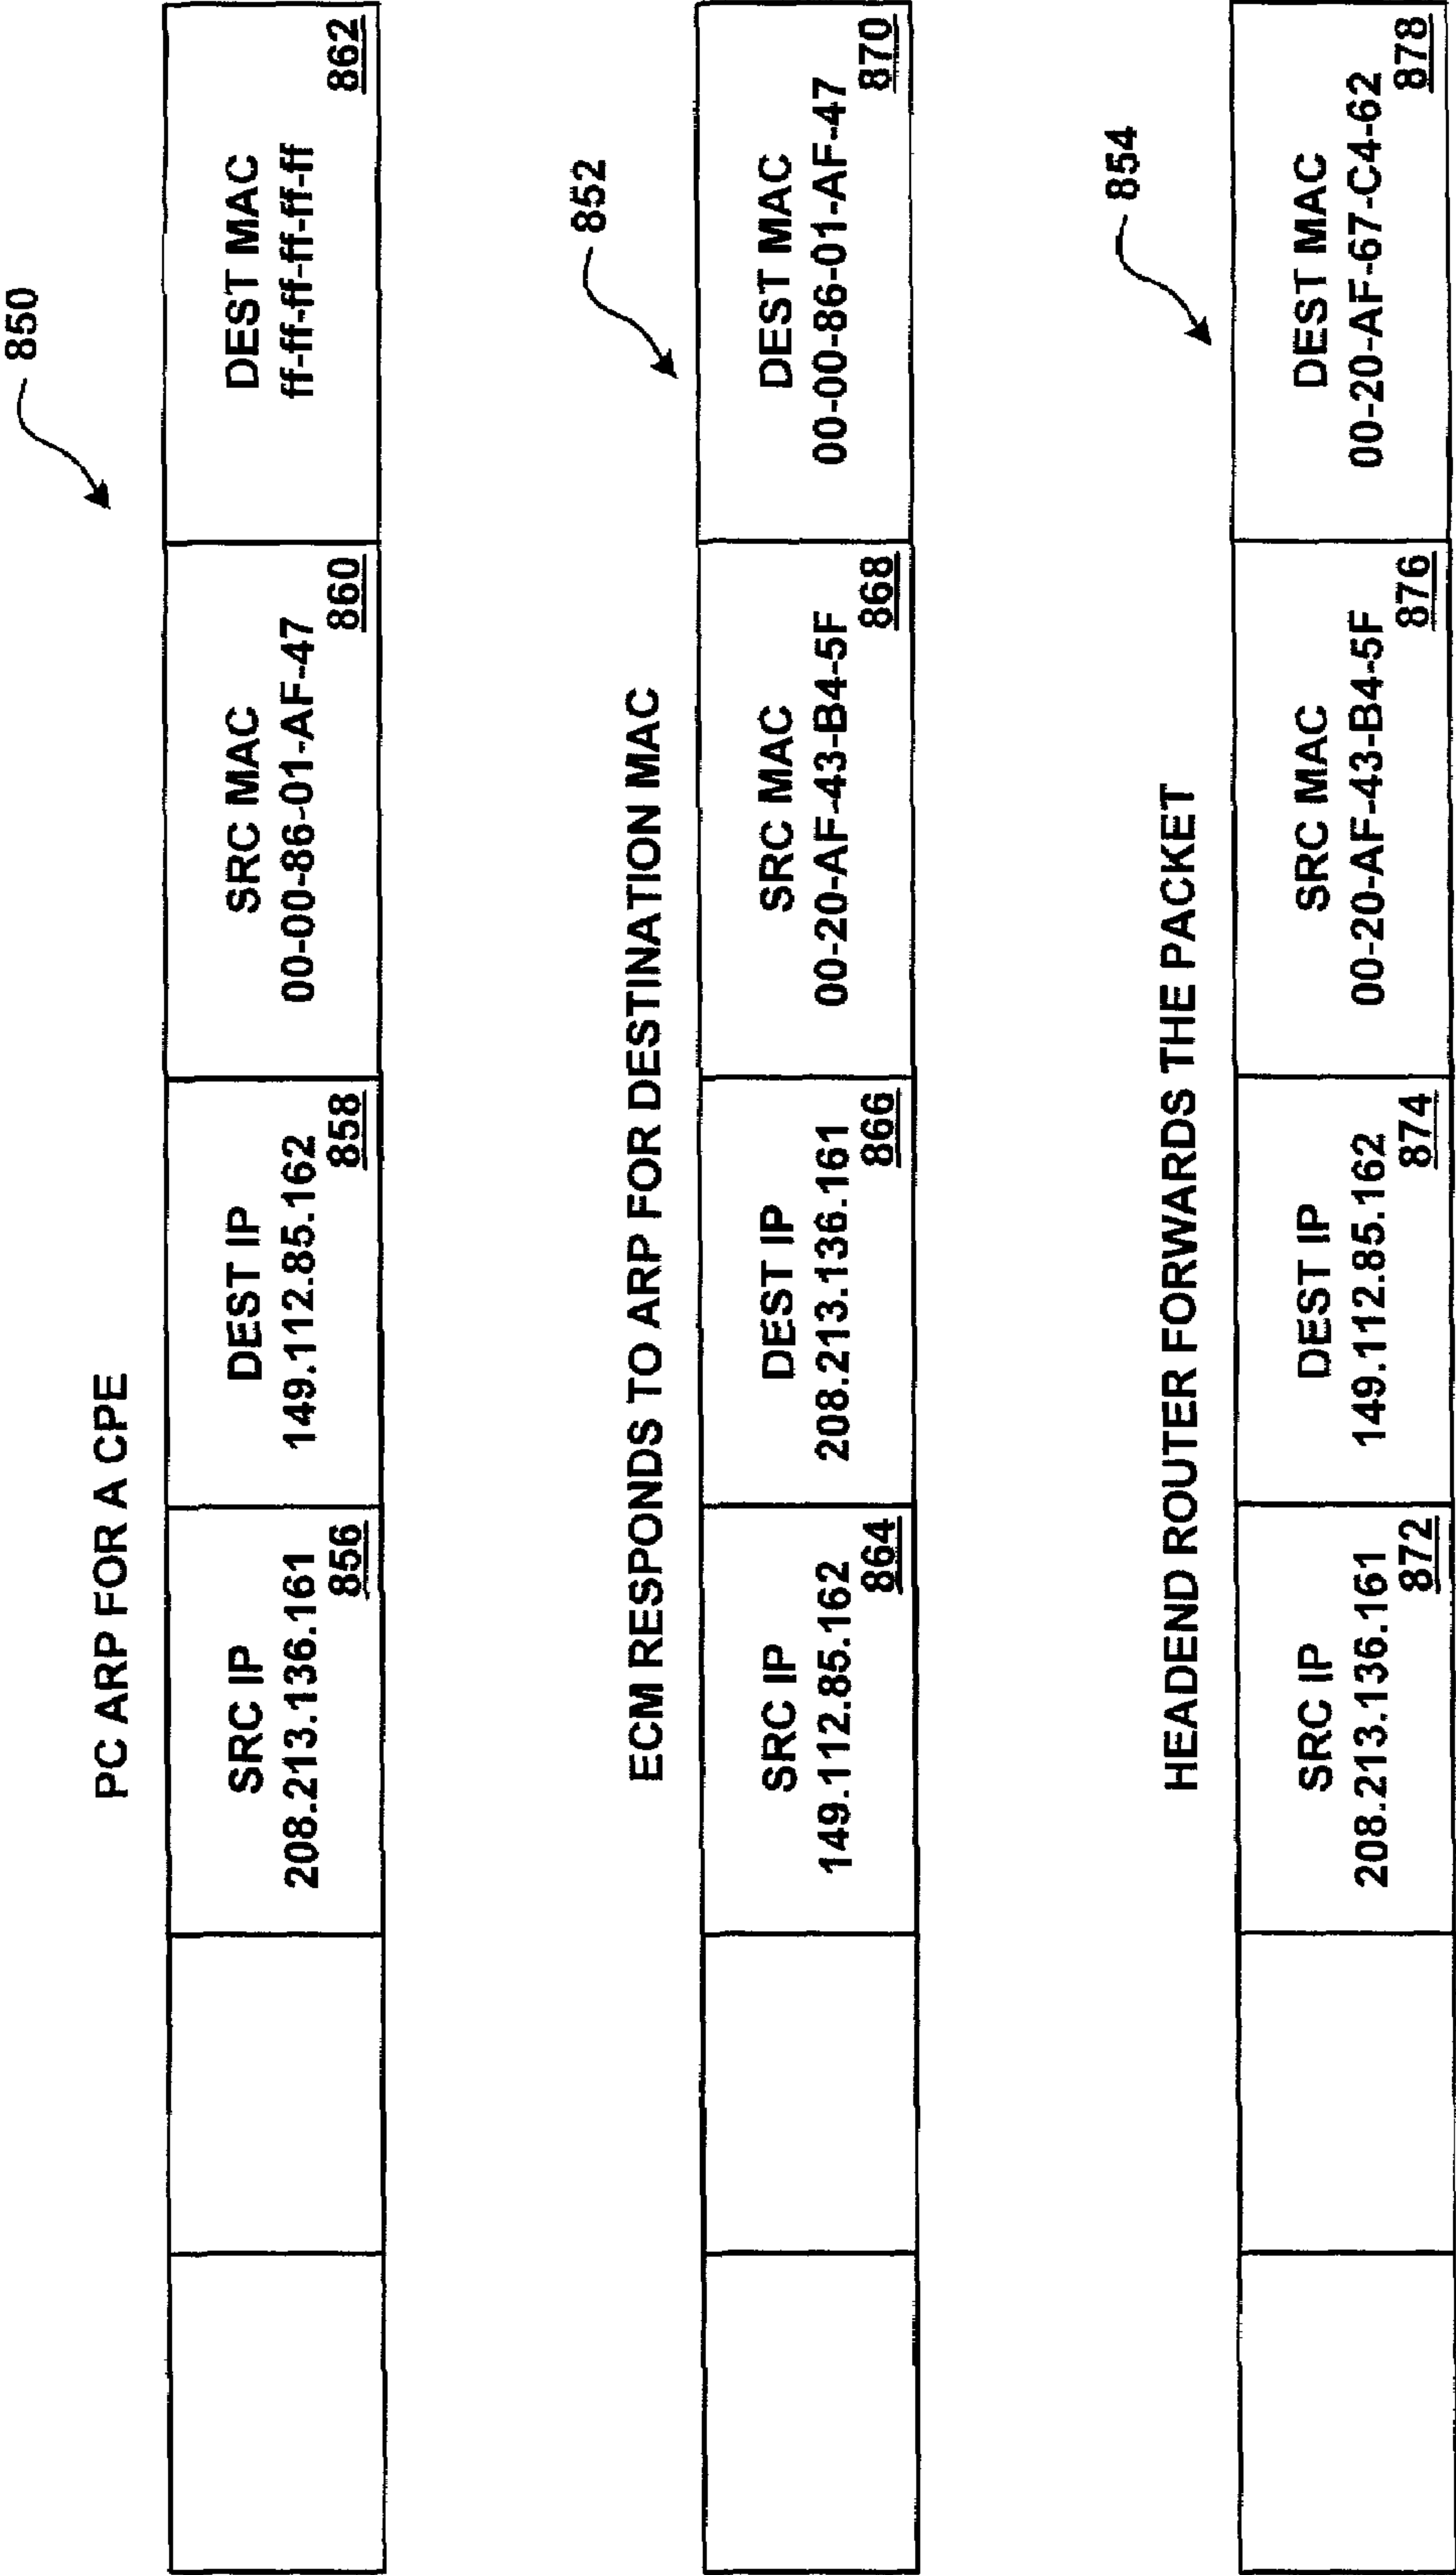 850
PC ARP FOR A CPE
SRC IP
208.213.136.161
856
DEST IP
149.112.85.162
858
SRC MAC
00-00-86-01-AF-47
860
DEST MAC
ff-ff-ff-ff-ff-ff
862
852
ECM RESPONDS TO ARP FOR DESTINATION MAC
SRC IP
149.112.85.162
864
DEST IP
208.213.136.161
866
SRC MAC
00-20-AF-43-B4-5F
868
DEST MAC
00-00-86-01-AF-47
870
854
HEADEND ROUTER FORWARDS THE PACKET
SRC IP
208.213.136.161
872
DEST IP
149.112.85.162
874
SRC MAC
00-20-AF-43-B4-5F
876
DEST MAC
00-20-AF-67-C4-62
878